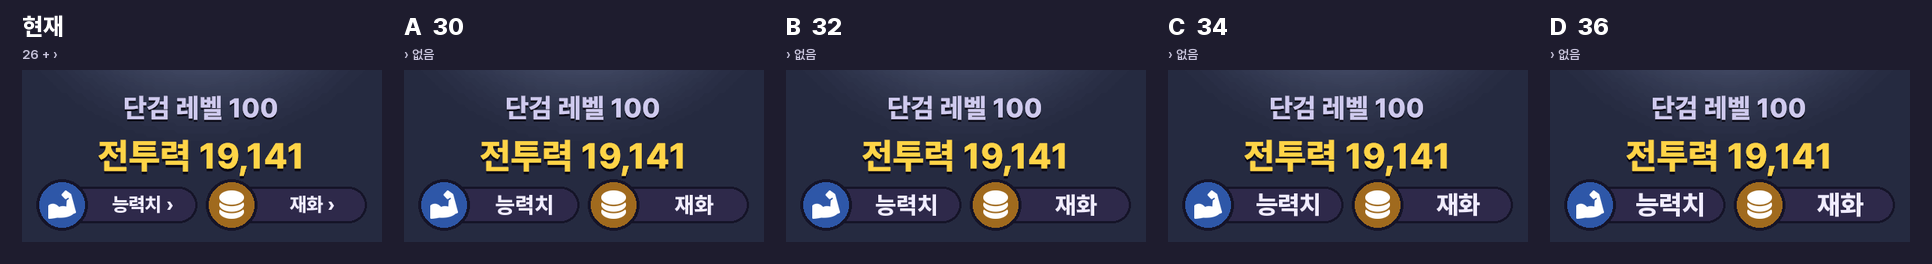 현재
26 + ›
단검 레벨 100
전투력 19,141
능력치 ›
재화 ›
A 30
› 없음
단검 레벨 100
전투력 19,141
능력치
재화
B 32
› 없음
단검 레벨 100
전투력 19,141
능력치
재화
C 34
› 없음
단검 레벨 100
전투력 19,141
능력치
재화
D 36
› 없음
단검 레벨 100
전투력 19,141
능력치
재화